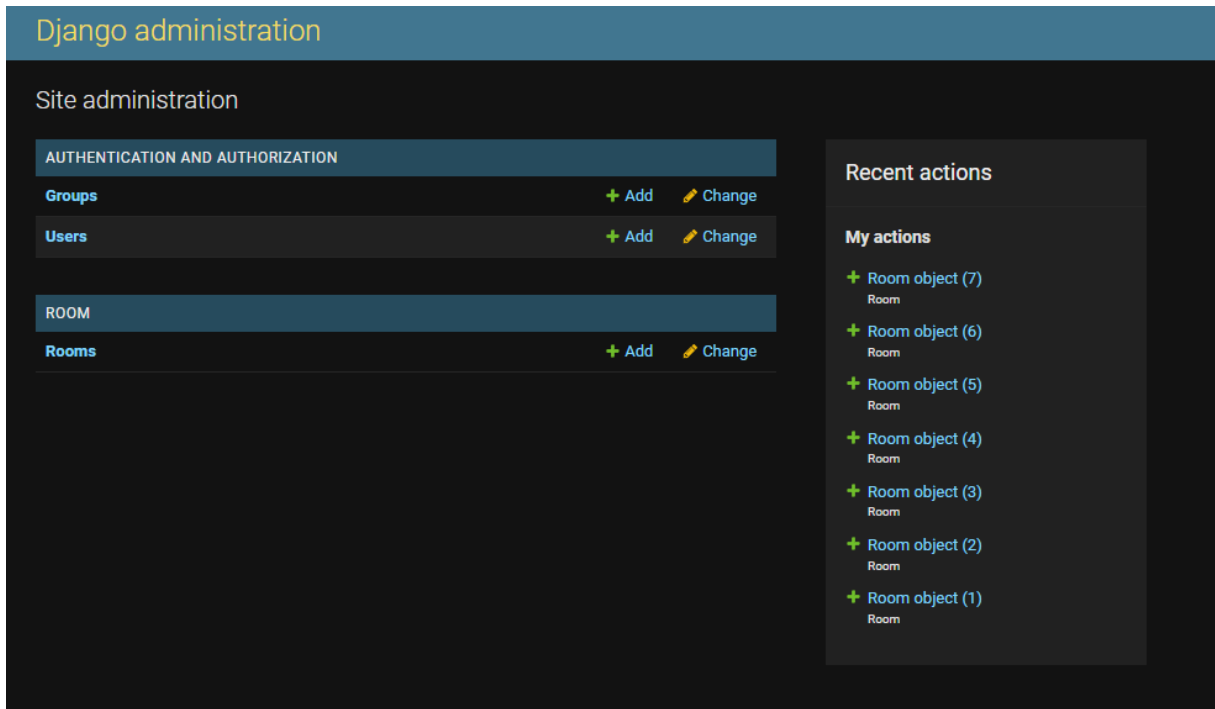 Django administration
Site administration
AUTHENTICATION AND AUTHORIZATION
Groups Add Change
Users Add Change
ROOM
Rooms Add Change
Recent actions
My actions
Room object (7)
Room
Room object (6)
Room
Room object (5)
Room
Room object (4)
Room
Room object (3)
Room
Room object (2)
Room
Room object (1)
Room